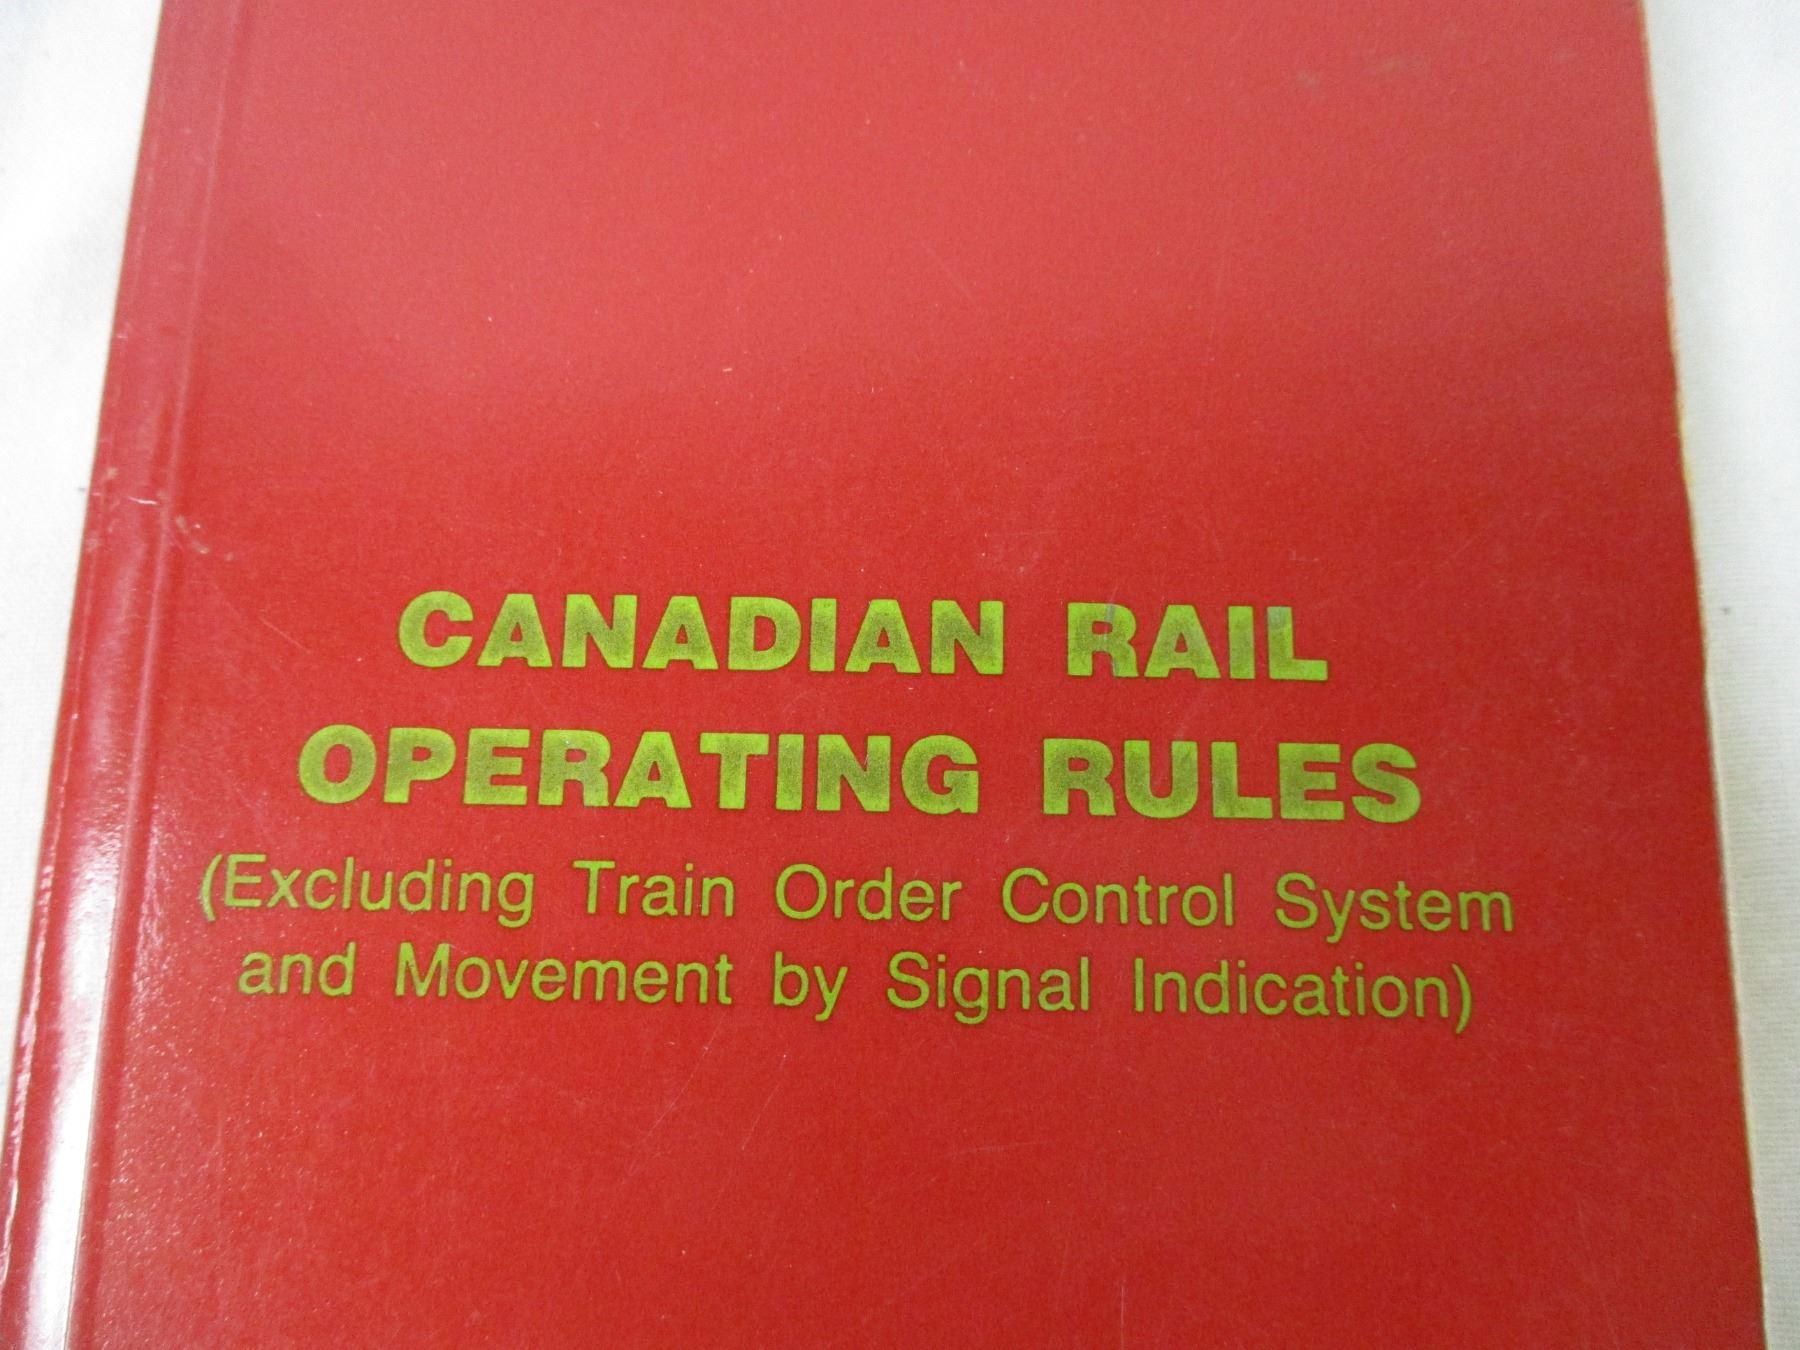 CANADIAN RAIL
OPERATING RULES
(Excluding Train Order Control System
and Movement by Signal Indication)